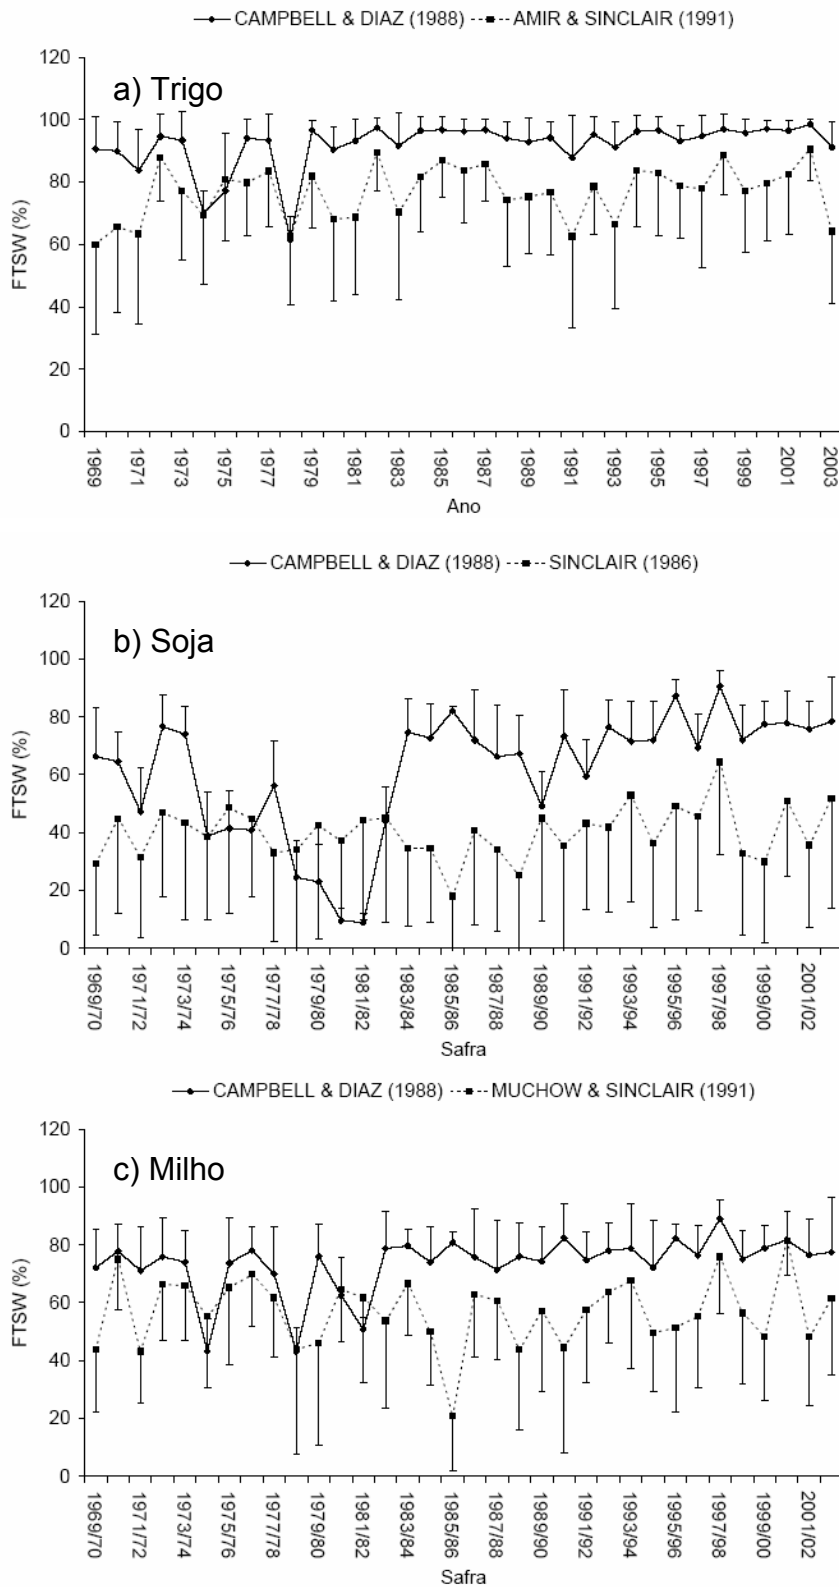 CAMPBELL & DIAZ (1988) AMIR & SINCLAIR (1991)
a) Trigo
FTSW (%)
120
100
80
60
40
20
0
1969 1971 1973 1975 1977 1979 1981 1983 1985 1987 1989 1991 1993 1995 1997 1999 2001 2003
Ano
CAMPBELL & DIAZ (1988) SINCLAIR (1986)
b) Soja
FTSW (%)
120
100
80
60
40
20
0
1969/70 1971/72 1973/74 1975/76 1977/78 1979/80 1981/82 1983/84 1985/86 1987/88 1989/90 1991/92 1993/94 1995/96 1997/98 1999/00 2001/02
Safra
CAMPBELL & DIAZ (1988) MUCHOW & SINCLAIR (1991)
c) Milho
FTSW (%)
120
100
80
60
40
20
0
1969/70 1971/72 1973/74 1975/76 1977/78 1979/80 1981/82 1983/84 1985/86 1987/88 1989/90 1991/92 1993/94 1995/96 1997/98 1999/00 2001/02
Safra